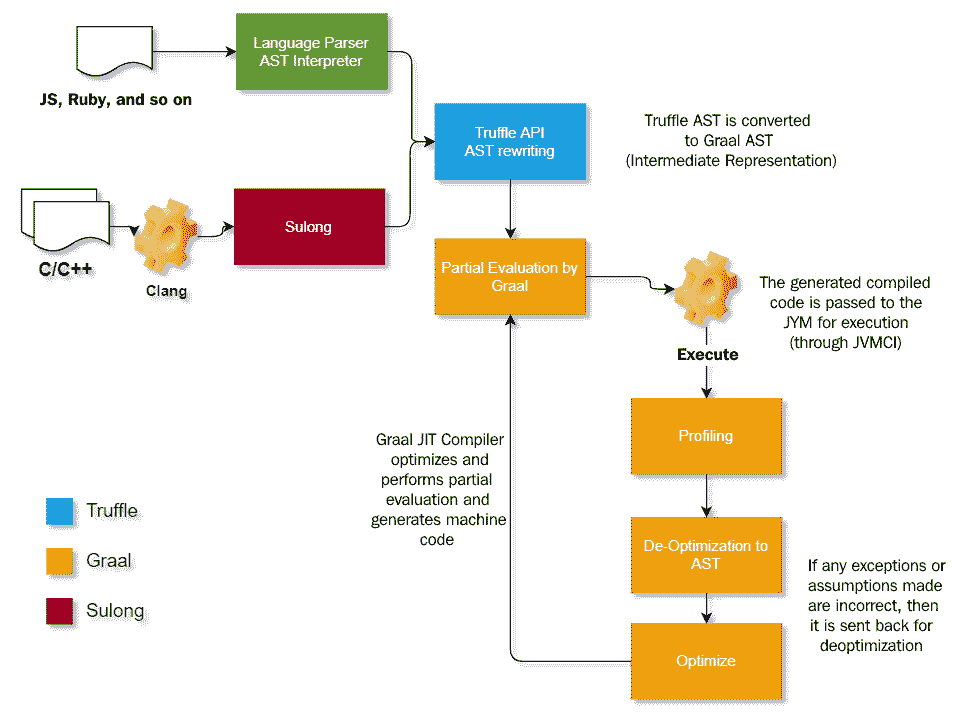 Language Parser
AST Interpreter
JS, Ruby, and so on
Truffle API
AST rewriting
Truffle AST is converted
to Graal AST
(Intermediate Representation)
Sulong
C/C++
Clang
Partial Evaluation by
Graal
The generated compiled
code is passed to the
JYM for execution
(through JVMCI)
Execute
Profiling
Graal JIT Compiler
optimizes and
performs partial
evaluation and
generates machine
code
Truffle
Graal
Sulong
De-Optimization to
AST
If any exceptions or
assumptions made
are incorrect, then
it is sent back for
deoptimization
Optimize